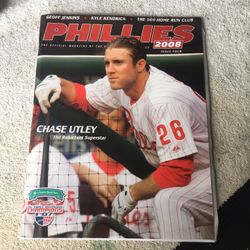 GEOFF JENKINS • KYLE KENDRICK • THE 500 HOME RUN CLUB
PHILLIES
THE OFFICIAL MAGAZINE OF THE
2008
ISSUE FOUR
CHASE UTLEY
The Reluctant Superstar
26
CHAMPIONS